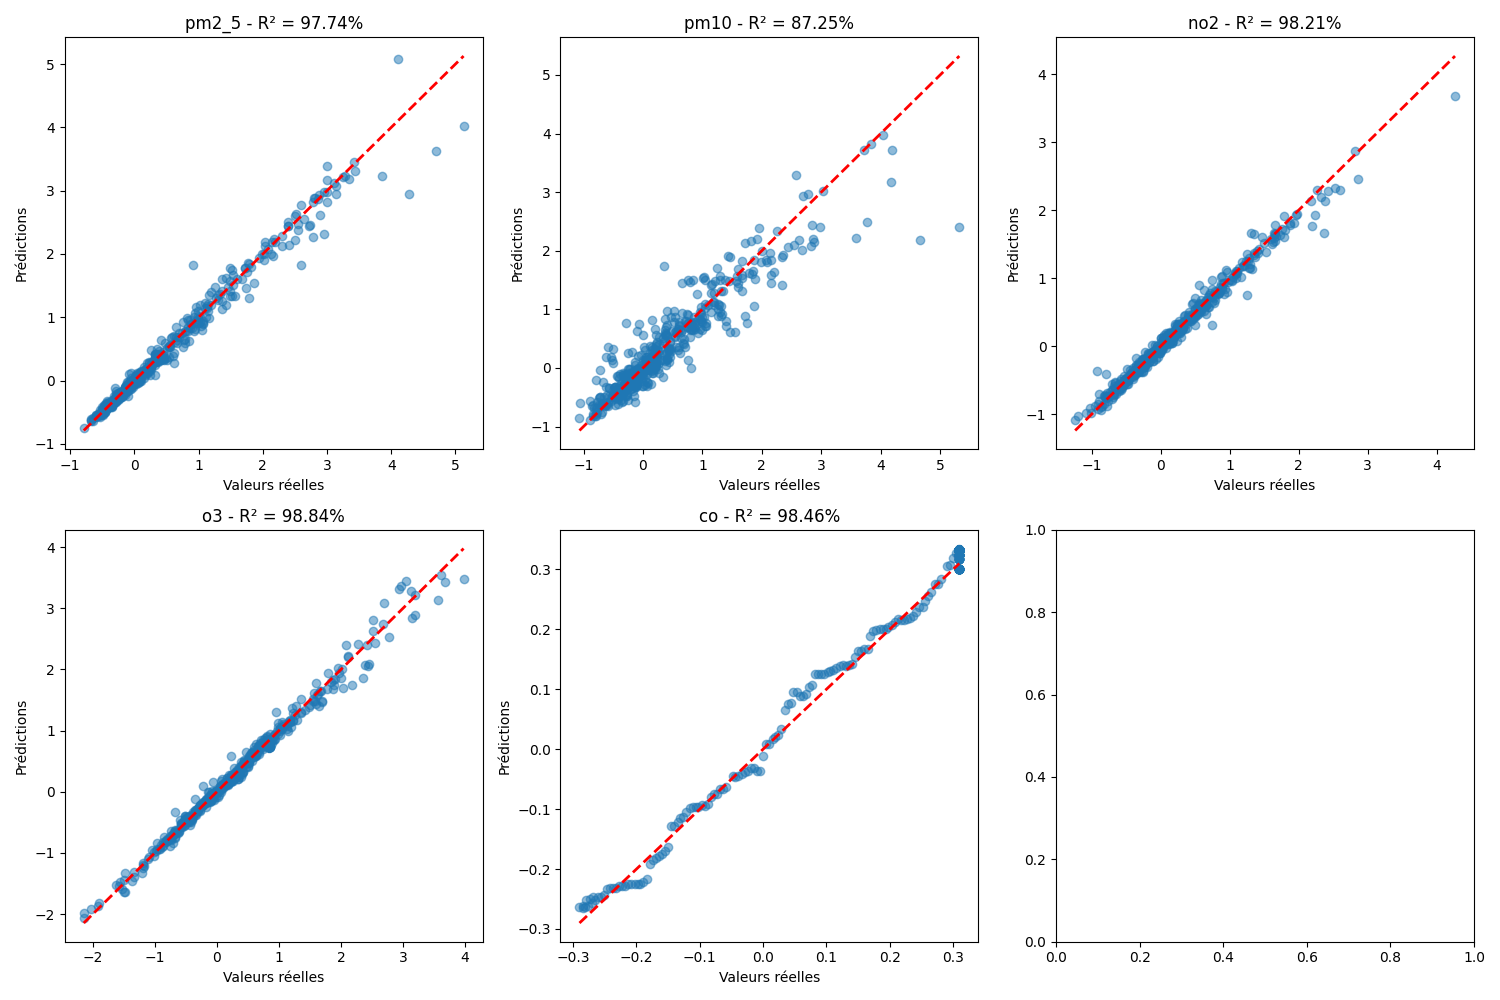 pm2_5 - R² = 97.74%
Prédictions
5
4
3
2
1
0
−1
−1 0 1 2 3 4 5
Valeurs réelles
pm10 - R² = 87.25%
Prédictions
5
4
3
2
1
0
−1
−1 0 1 2 3 4 5
Valeurs réelles
no2 - R² = 98.21%
Prédictions
4
3
2
1
0
−1
−1 0 1 2 3 4
Valeurs réelles
o3 - R² = 98.84%
Prédictions
4
3
2
1
0
−1
−2
−2 −1 0 1 2 3 4
Valeurs réelles
co - R² = 98.46%
Prédictions
0.3
0.2
0.1
0.0
−0.1
−0.2
−0.3
−0.3 −0.2 −0.1 0.0 0.1 0.2 0.3
Valeurs réelles
1.0
0.8
0.6
0.4
0.2
0.0
0.0 0.2 0.4 0.6 0.8 1.0